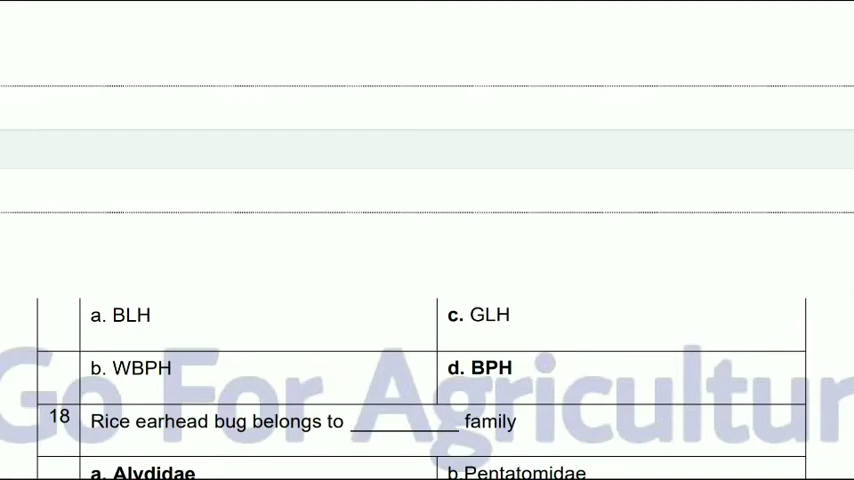 a. BLH
c. GLH
b. WBPH
d. BPH
18 Rice earhead bug belongs to __________ family
a. Alydidae
b.Pentatomidae
Go For Agricultur